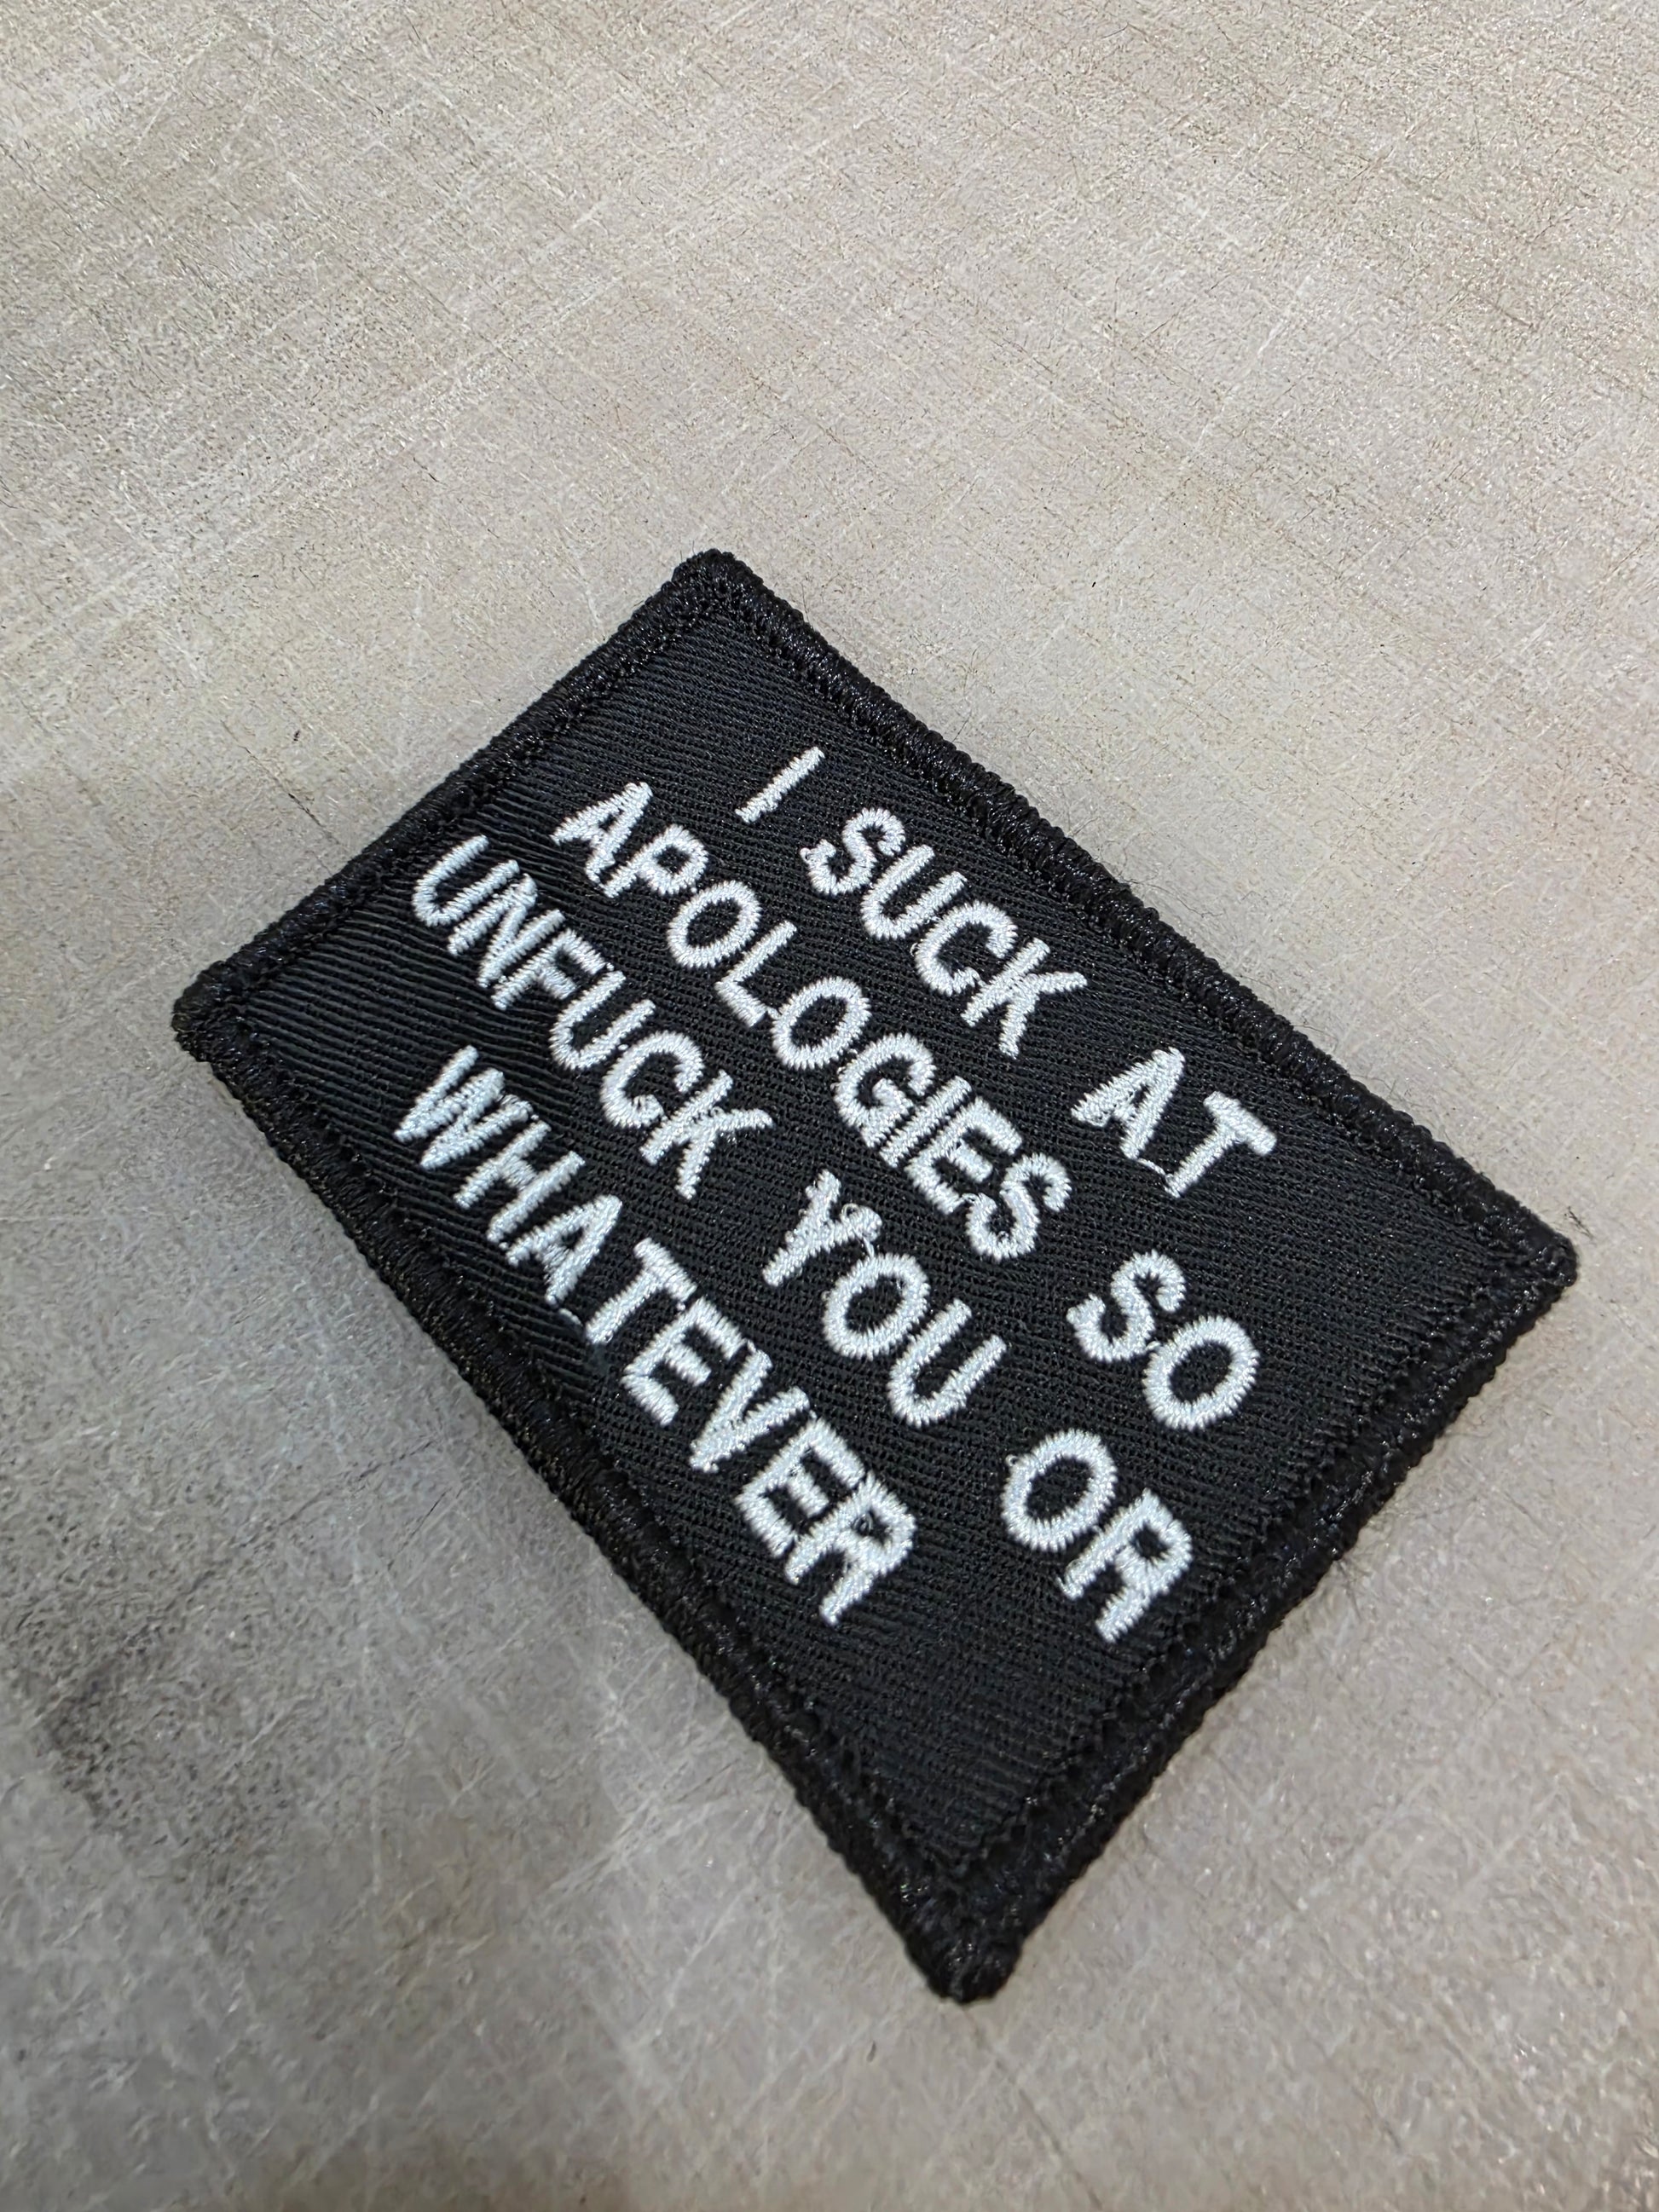 I SUCK AT
APOLOGIES SO
UNFUCK YOU OR
WHATEVER